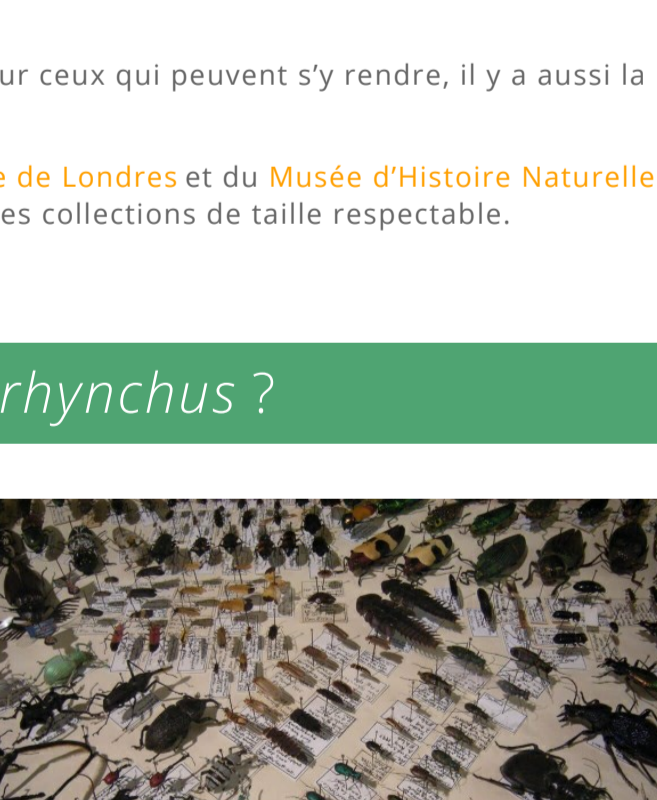 ur ceux qui peuvent s’y rendre, il y a aussi la
e de Londres et du Musée d’Histoire Naturelle
es collections de taille respectable.
rhynchus ?